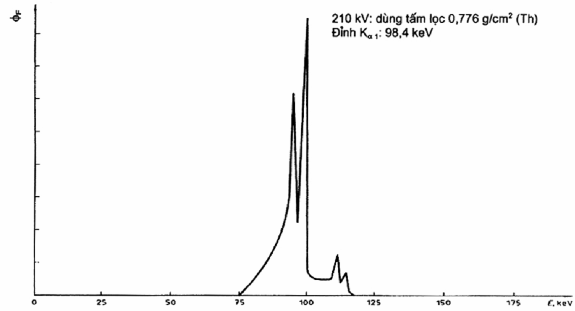 ϕF
210 kV: dùng tấm lọc 0,776 g/cm² (Th)
Đỉnh Kα1: 98,4 keV
0 25 50 75 100 125 150 175 E, keV